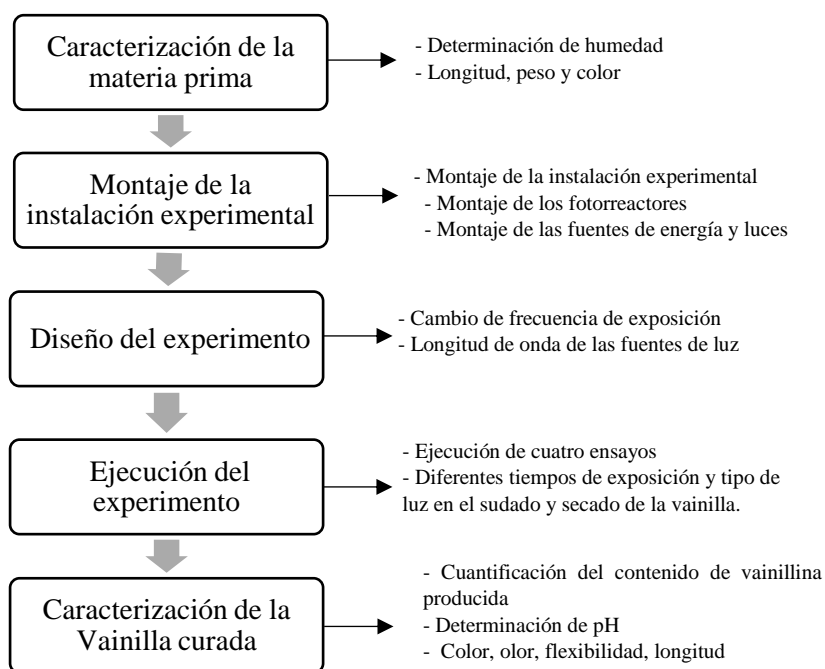 Caracterización de la
materia prima
- Determinación de humedad
- Longitud, peso y color
Montaje de la
instalación experimental
- Montaje de la instalación experimental
- Montaje de los fotorreactores
- Montaje de las fuentes de energía y luces
Diseño del experimento
- Cambio de frecuencia de exposición
- Longitud de onda de las fuentes de luz
Ejecución del
experimento
- Ejecución de cuatro ensayos
- Diferentes tiempos de exposición y tipo de
luz en el sudado y secado de la vainilla.
Caracterización de la
Vainilla curada
- Cuantificación del contenido de vainillina
producida
- Determinación de pH
- Color, olor, flexibilidad, longitud